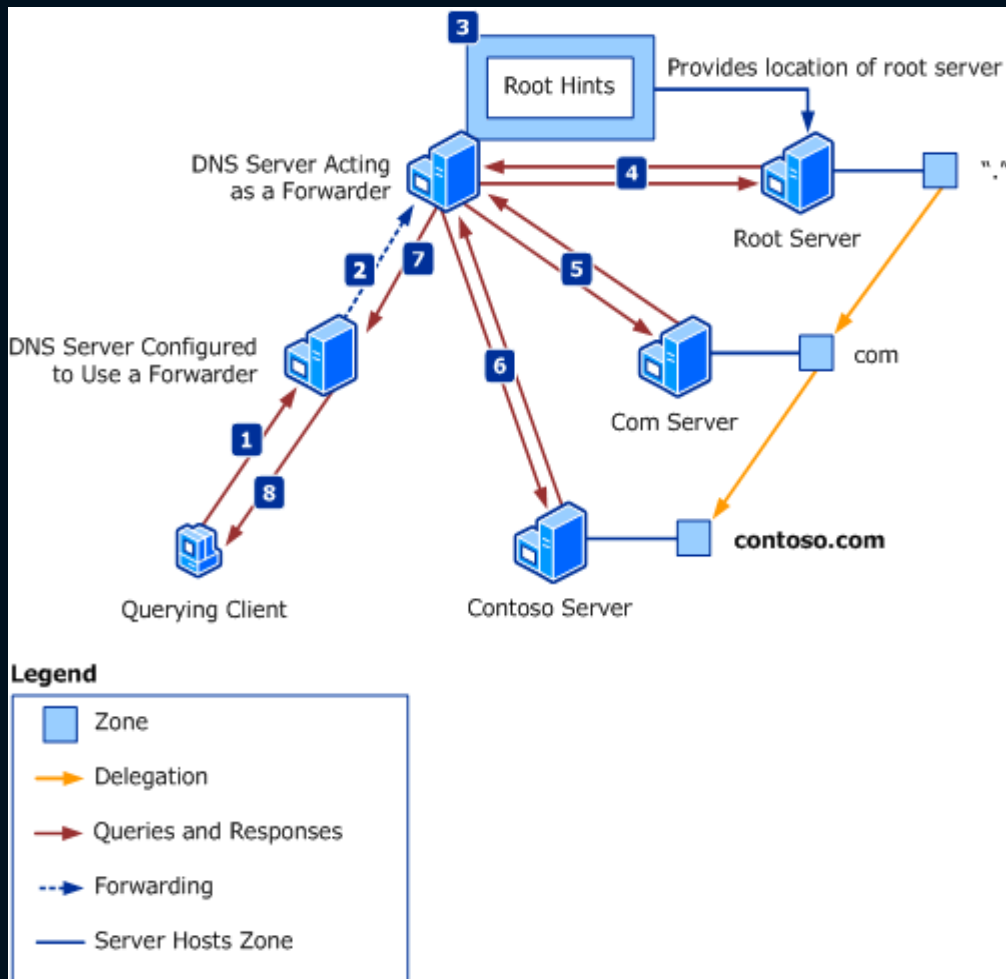 3
Root Hints
Provides location of root server
DNS Server Acting
as a Forwarder
4
"."
Root Server
2
7
5
DNS Server Configured
to Use a Forwarder
6
com
Com Server
1
8
contoso.com
Querying Client
Contoso Server
Legend
Zone
Delegation
Queries and Responses
Forwarding
Server Hosts Zone